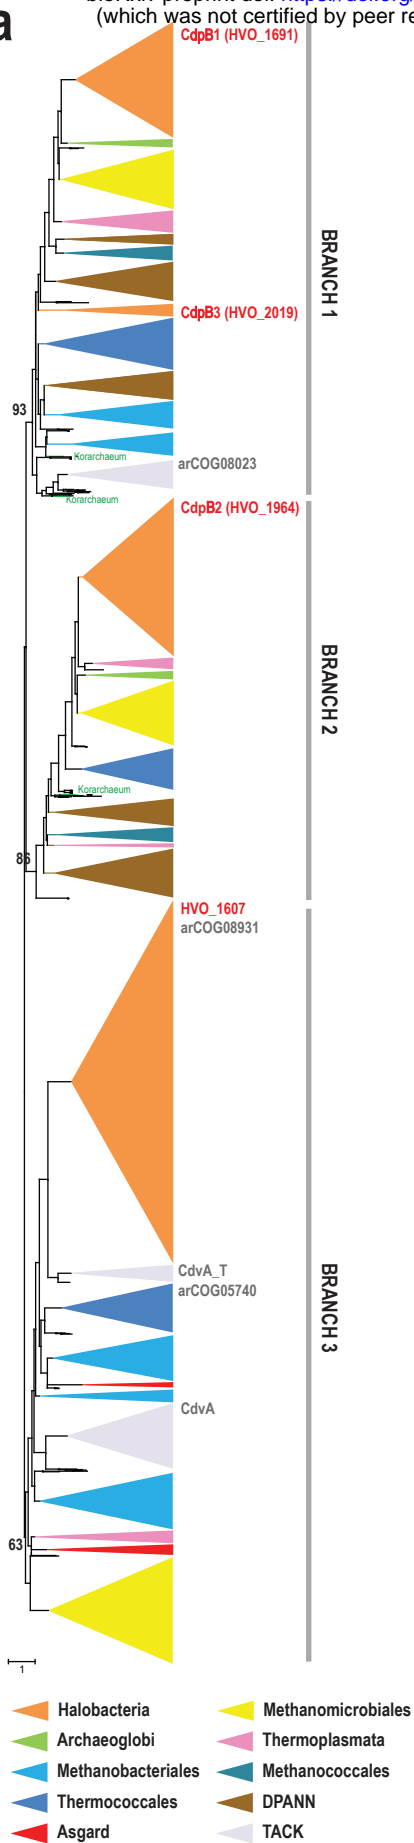 a
(which was not certified by peer re
CdpB1 (HVO_1691)
BRANCH 1
CdpB3 (HVO_2019)
93
Korarchaeum
arCOG08023
Korarchaeum
CdpB2 (HVO_1964)
BRANCH 2
Korarchaeum
86
HVO_1607
arCOG08931
CdvA_T
arCOG05740
BRANCH 3
CdvA
63
1
Halobacteria
Methanomicrobiales
Archaeoglobi
Thermoplasmata
Methanobacteriales
Methanococcales
Thermococcales
DPANN
Asgard
TACK